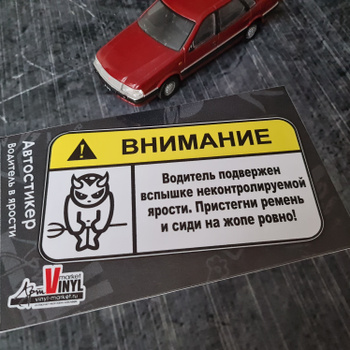 Автостикер
Водитель в ярости
ВНИМАНИЕ
Водитель подвержен
вспышке неконтролируемой
ярости. Пристегни ремень
и сиди на жопе ровно!
Арт VINYL
market
vinyl-market.ru